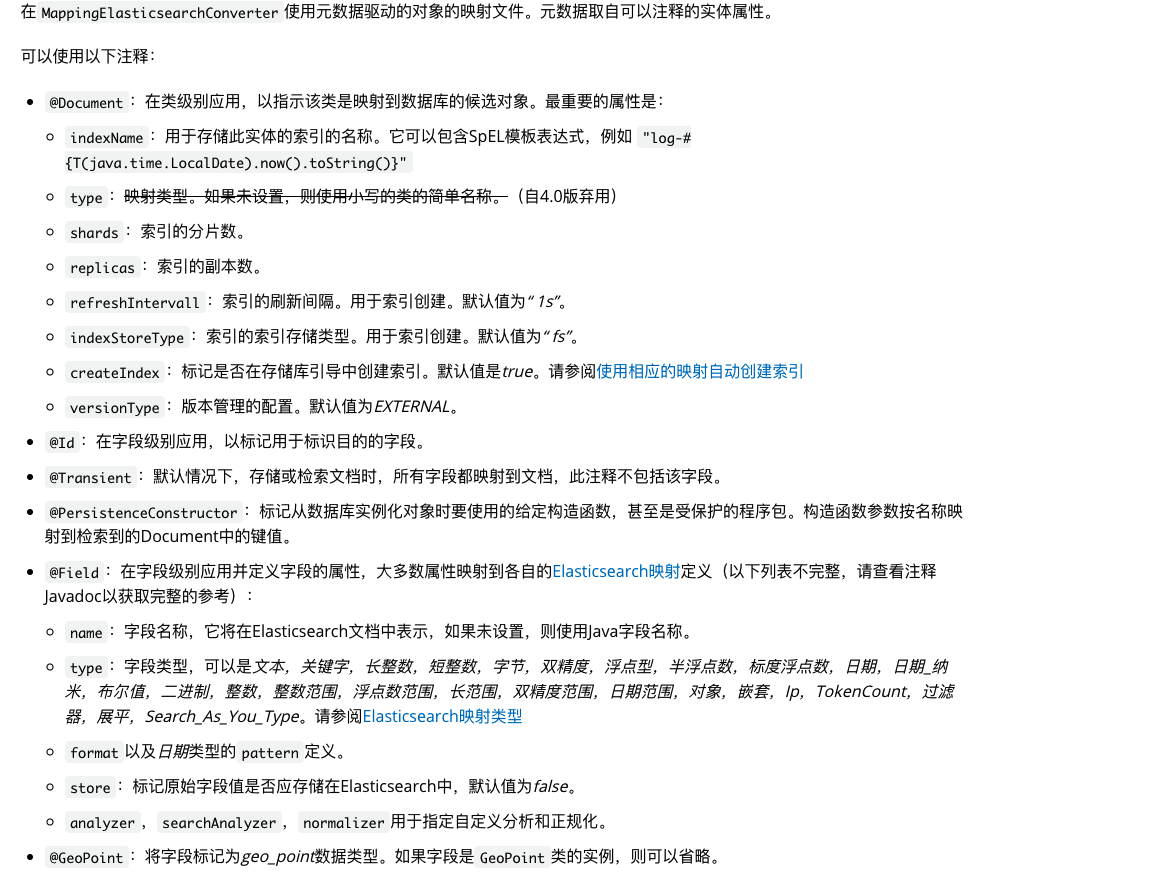 在 MappingElasticsearchConverter 使用元数据驱动的对象的映射文件。元数据取自可以注释的实体属性。
可以使用以下注释：
• @Document ：在类级别应用，以指示该类是映射到数据库的候选对象。最重要的属性是：
◦ indexName ：用于存储此实体的索引的名称。它可以包含SpEL模板表达式，例如 "log-#
{T(java.time.LocalDate).now().toString()}"
◦ type ：映射类型。如果未设置，则使用小写的类的简单名称。（自4.0版弃用）
◦ shards ：索引的分片数。
◦ replicas ：索引的副本数。
◦ refreshIntervall ：索引的刷新间隔。用于索引创建。默认值为“ 1s”。
◦ indexStoreType ：索引的索引存储类型。用于索引创建。默认值为“ fs”。
◦ createIndex ：标记是否在存储库引导中创建索引。默认值是true。请参阅使用相应的映射自动创建索引
◦ versionType ：版本管理的配置。默认值为EXTERNAL。
• @Id ：在字段级别应用，以标记用于标识目的的字段。
• @Transient ：默认情况下，存储或检索文档时，所有字段都映射到文档，此注释不包括该字段。
• @PersistenceConstructor ：标记从数据库实例化对象时要使用的给定构造函数，甚至是受保护的程序包。构造函数参数按名称映
射到检索到的Document中的键值。
• @Field ：在字段级别应用并定义字段的属性，大多数属性映射到各自的Elasticsearch映射定义（以下列表不完整，请查看注释
Javadoc以获取完整的参考）：
◦ name ：字段名称，它将在Elasticsearch文档中表示，如果未设置，则使用Java字段名称。
◦ type ：字段类型，可以是文本，关键字，长整数，短整数，字节，双精度，浮点型，半浮点数，标度浮点数，日期，日期_纳
米，布尔值，二进制，整数，整数范围，浮点数范围，长范围，双精度范围，日期范围，对象，嵌套，Ip，TokenCount，过滤
器，展平，Search_As_You_Type。请参阅Elasticsearch映射类型
◦ format 以及日期类型的 pattern 定义。
◦ store ：标记原始字段值是否应存储在Elasticsearch中，默认值为false。
◦ analyzer ， searchAnalyzer ， normalizer 用于指定自定义分析和正规化。
• @GeoPoint ：将字段标记为geo_point数据类型。如果字段是 GeoPoint 类的实例，则可以省略。